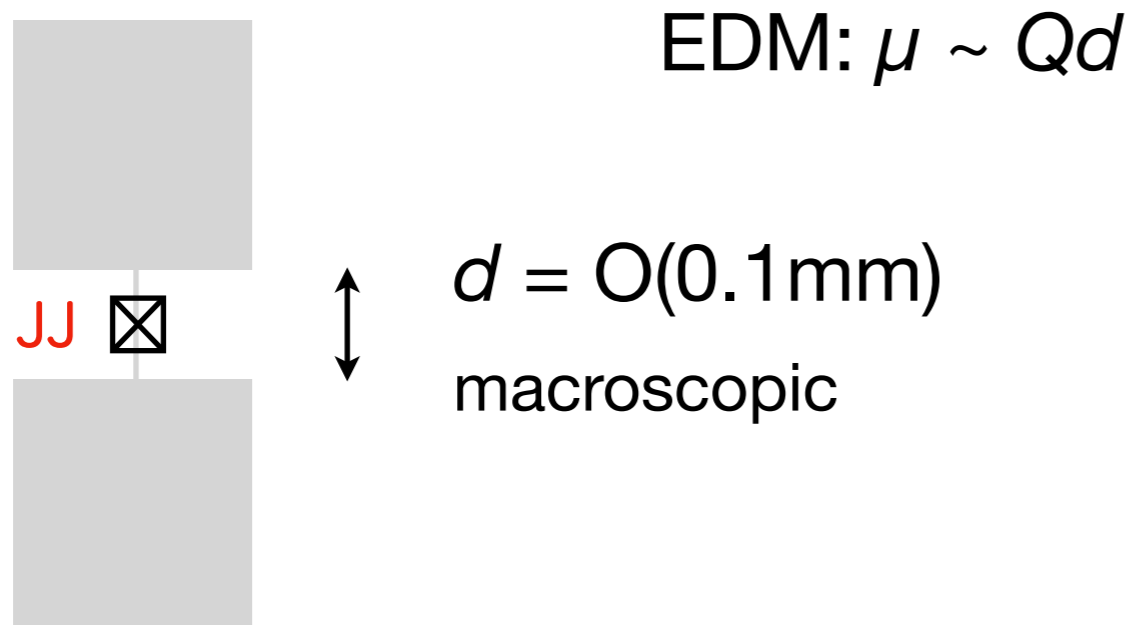 EDM: μ ~ Qd
d = O(0.1mm)
JJ
macroscopic